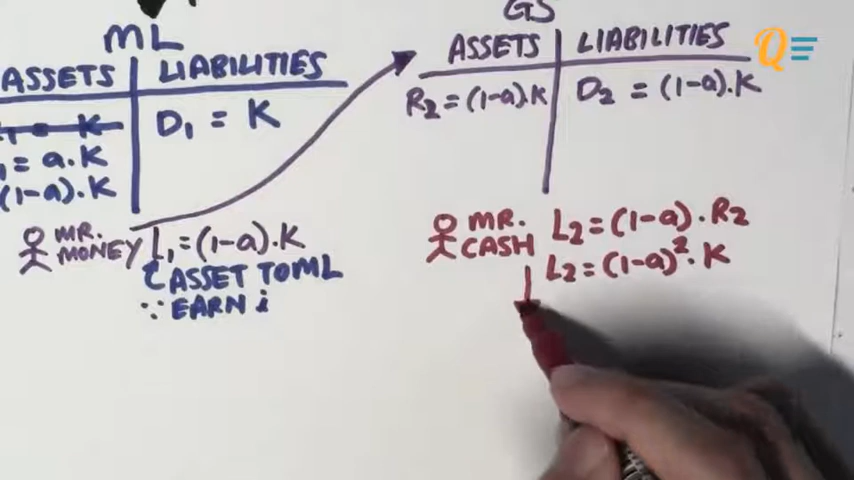 ML
ASSETS LIABILITIES
= K
D₁ = K
= a.K
(1-a).K
MR.
MONEY L₁=(1-a).K
ASSET TO ML
∵ EARN i
GS
ASSETS LIABILITIES
R₂=(1-a).K D₂ = (1-a).K
MR.
CASH
L₂=(1-a).R₂
L₂=(1-a)².K